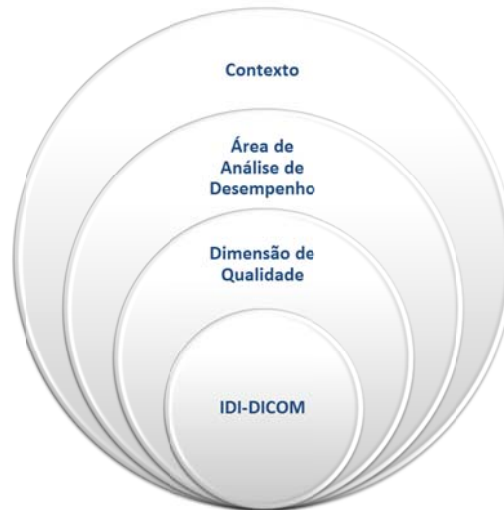 Contexto
Área de
Análise de
Desempenho
Dimensão de
Qualidade
IDI-DICOM